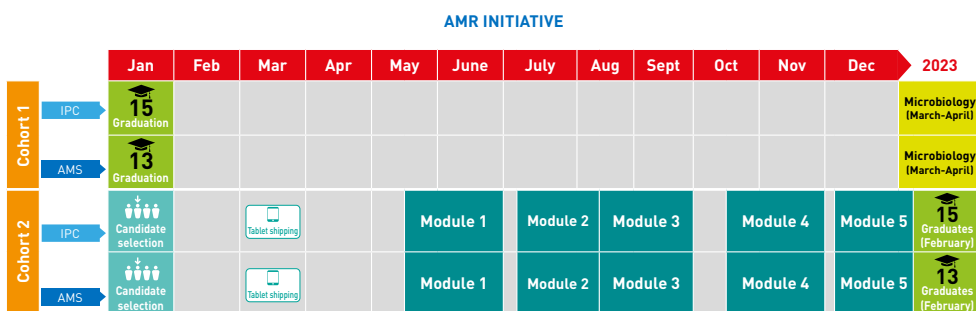 AMR INITIATIVE
Jan Feb Mar Apr May June July Aug Sept Oct Nov Dec 2023
Cohort 1
IPC
15
Graduation
Microbiology
(March-April)
AMS
13
Graduation
Microbiology
(March-April)
Cohort 2
IPC
Candidate
selection
Tablet shipping
Module 1 Module 2 Module 3 Module 4 Module 5
15
Graduates
(February)
AMS
Candidate
selection
Tablet shipping
Module 1 Module 2 Module 3 Module 4 Module 5
13
Graduates
(February)